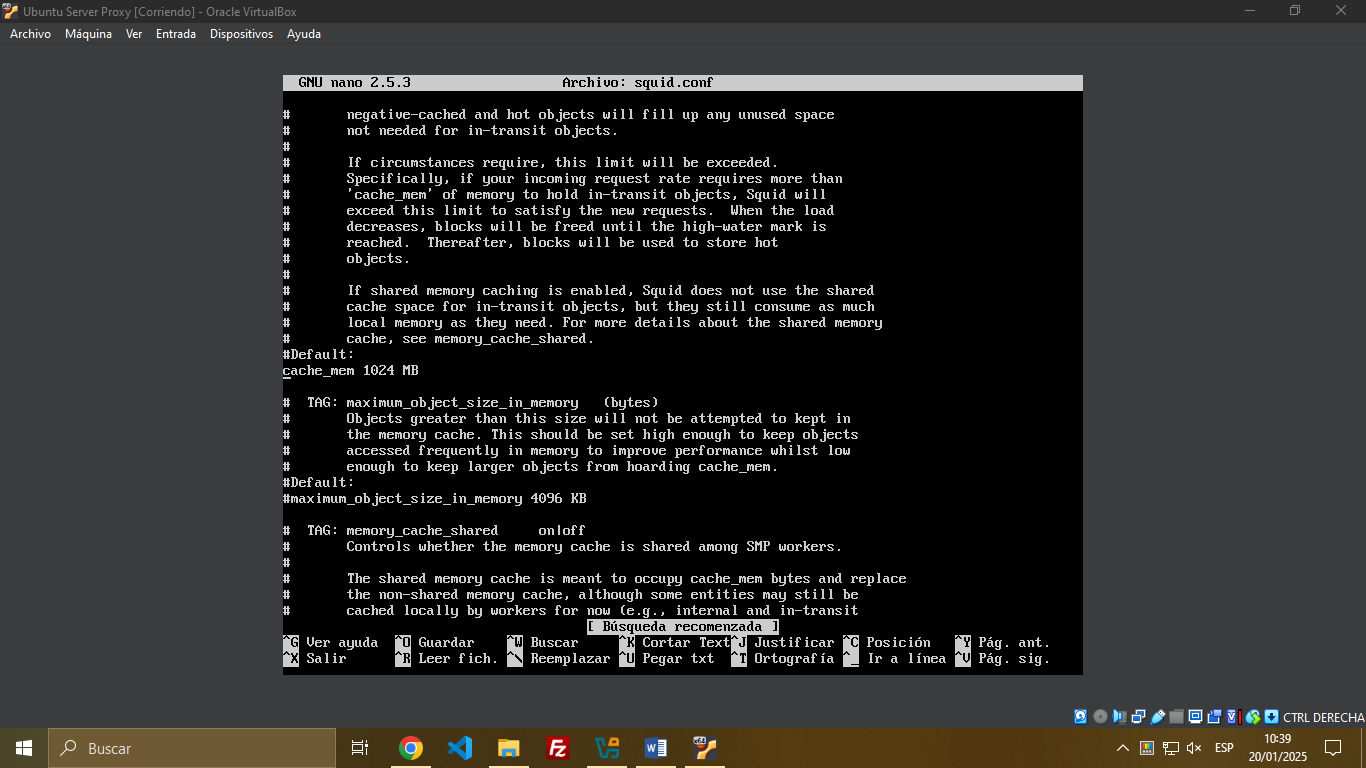 Ubuntu Server Proxy [Corriendo] - Oracle VirtualBox
Archivo Máquina Ver Entrada Dispositivos Ayuda
GNU nano 2.5.3 Archivo: squid.conf
# negative-cached and hot objects will fill up any unused space
# not needed for in-transit objects.
#
# If circumstances require, this limit will be exceeded.
# Specifically, if your incoming request rate requires more than
# 'cache_mem' of memory to hold in-transit objects, Squid will
# exceed this limit to satisfy the new requests. When the load
# decreases, blocks will be freed until the high-water mark is
# reached. Thereafter, blocks will be used to store hot
# objects.
#
# If shared memory caching is enabled, Squid does not use the shared
# cache space for in-transit objects, but they still consume as much
# local memory as they need. For more details about the shared memory
# cache, see memory_cache_shared.
#Default:
cache_mem 1024 MB
# TAG: maximum_object_size_in_memory (bytes)
# Objects greater than this size will not be attempted to kept in
# the memory cache. This should be set high enough to keep objects
# accessed frequently in memory to improve performance whilst low
# enough to keep larger objects from hoarding cache_mem.
#Default:
#maximum_object_size_in_memory 4096 KB
# TAG: memory_cache_shared on|off
# Controls whether the memory cache is shared among SMP workers.
#
# The shared memory cache is meant to occupy cache_mem bytes and replace
# the non-shared memory cache, although some entities may still be
# cached locally by workers for now (e.g., internal and in-transit
[ Búsqueda recomenzada ]
^G Ver ayuda ^O Guardar ^W Buscar ^K Cortar Text ^J Justificar ^C Posición ^Y Pág. ant.
^X Salir ^R Leer fich. ^\ Reemplazar ^U Pegar txt ^T Ortografía ^_ Ir a línea ^V Pág. sig.
CTRL DERECHA
Buscar
ESP
10:39
20/01/2025